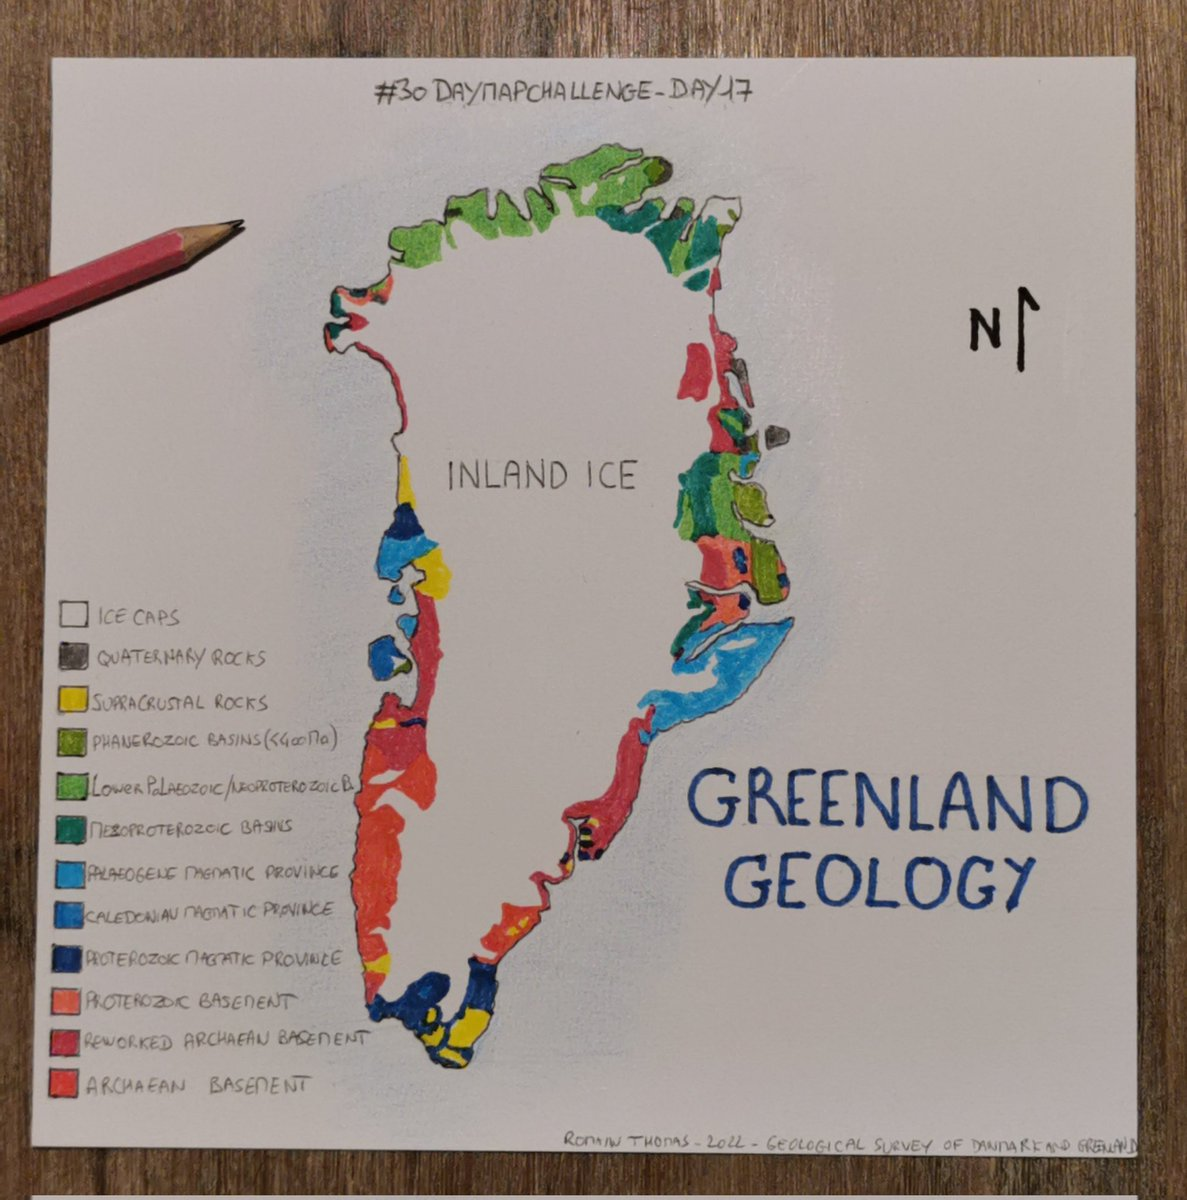 #30DAYMAPCHALLENGE-DAY17
N
INLAND ICE
ICE CAPS
QUATERNARY ROCKS
SUPRACRUSTAL ROCKS
PHANEROZOIC BASINS(<400Ma)
LOWER PALAEOZOIC/NEOPROTEROZOIC B.
MEZOPROTEROZOIC BASINS
PALAEOGENE MAGMATIC PROVINCE
CALEDONIAN MAGMATIC PROVINCE
PROTEROZOIC MAGMATIC PROVINCE
PROTEROZOIC BASEMENT
REWORKED ARCHAEAN BASEMENT
ARCHAEAN BASEMENT
GREENLAND
GEOLOGY
ROMAIN THOMAS - 2022 - GEOLOGICAL SURVEY OF DANMARK AND GREENLAND